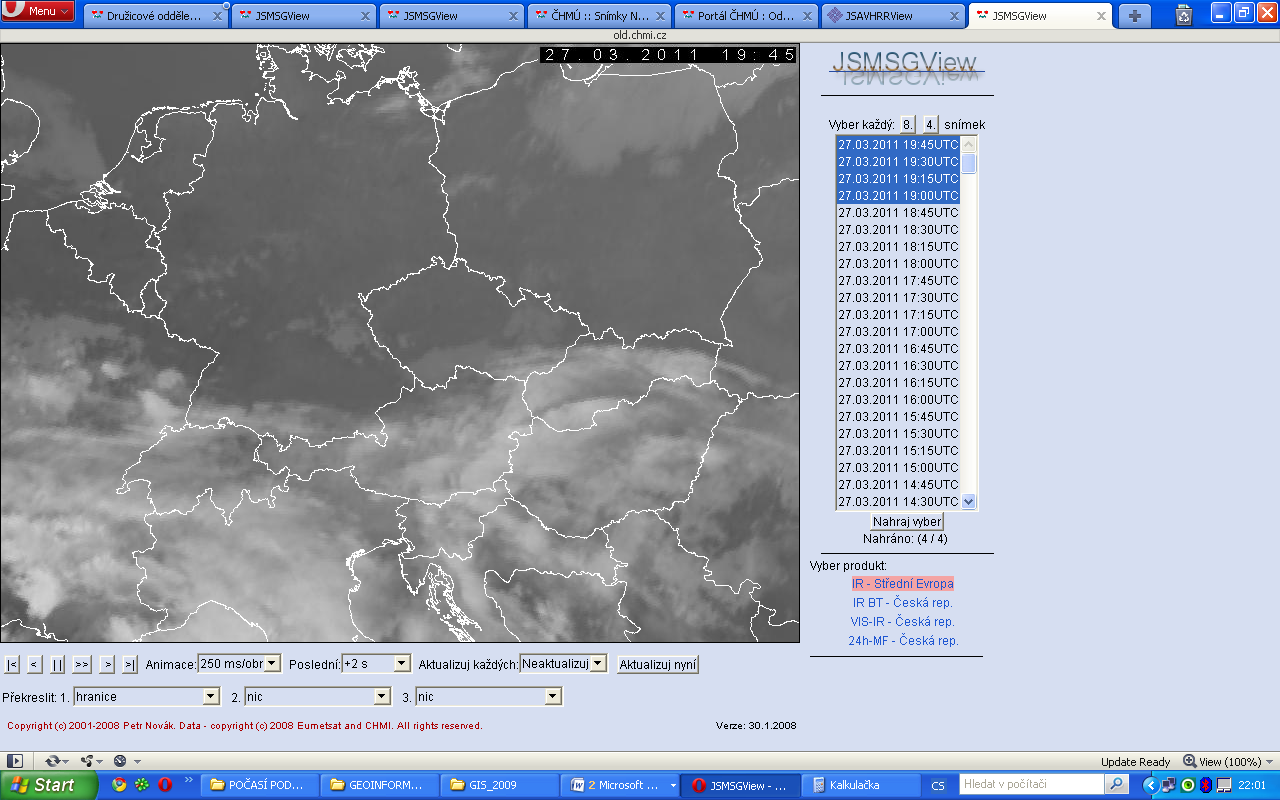 Menu
Družicové odděle...
JSMSGView
JSMSGView
ČHMÚ :: Snímky N...
Portál ČHMÚ : Od...
JSAVHRRView
JSMSGView
old.chmi.cz
27.03.2011 19:45
JSMSGView
Vyber každý: 8. 4. snímek
27.03.2011 19:45UTC
27.03.2011 19:30UTC
27.03.2011 19:15UTC
27.03.2011 19:00UTC
27.03.2011 18:45UTC
27.03.2011 18:30UTC
27.03.2011 18:15UTC
27.03.2011 18:00UTC
27.03.2011 17:45UTC
27.03.2011 17:30UTC
27.03.2011 17:15UTC
27.03.2011 17:00UTC
27.03.2011 16:45UTC
27.03.2011 16:30UTC
27.03.2011 16:15UTC
27.03.2011 16:00UTC
27.03.2011 15:45UTC
27.03.2011 15:30UTC
27.03.2011 15:15UTC
27.03.2011 15:00UTC
27.03.2011 14:45UTC
27.03.2011 14:30UTC
Nahraj vyber
Nahráno: (4 / 4)
Vyber produkt:
IR - Střední Evropa
IR BT - Česká rep.
VIS-IR - Česká rep.
24h-MF - Česká rep.
|< < || >> > >| Animace: 250 ms/obr Poslední: +2 s Aktualizuj každých: Neaktualizuj Aktualizuj nyní
Překreslit: 1. hranice 2. nic 3. nic
Copyright (c) 2001-2008 Petr Novák. Data - copyright (c) 2008 Eumetsat and CHMI. All rights reserved. Verze: 30.1.2008
Update Ready View (100%)
Start » POČASÍ POD... GEOINFORM... GIS_2009 2 Microsoft ... JSMSGView - ... Kalkulačka CS Hledat v počítači 22:01